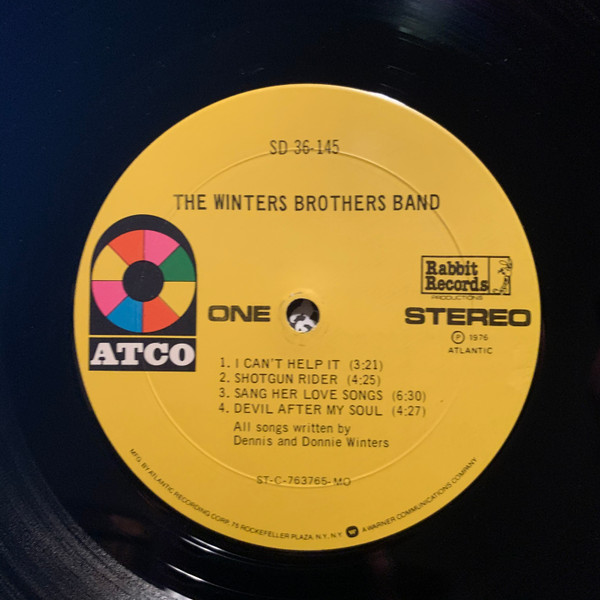 SD 36-145
THE WINTERS BROTHERS BAND
Rabbit
Records
PRODUCTIONS
ONE
STEREO
Ⓟ 1976
ATLANTIC
ATCO
1. I CAN'T HELP IT (3:21)
2. SHOTGUN RIDER (4:25)
3. SANG HER LOVE SONGS (6:30)
4. DEVIL AFTER MY SOUL (4:27)
All songs written by
Dennis and Donnie Winters
ST-C-763765-MO
MFG. BY ATLANTIC RECORDING CORP. 75 ROCKEFELLER PLAZA N.Y., N.Y. A WARNER COMMUNICATIONS COMPANY